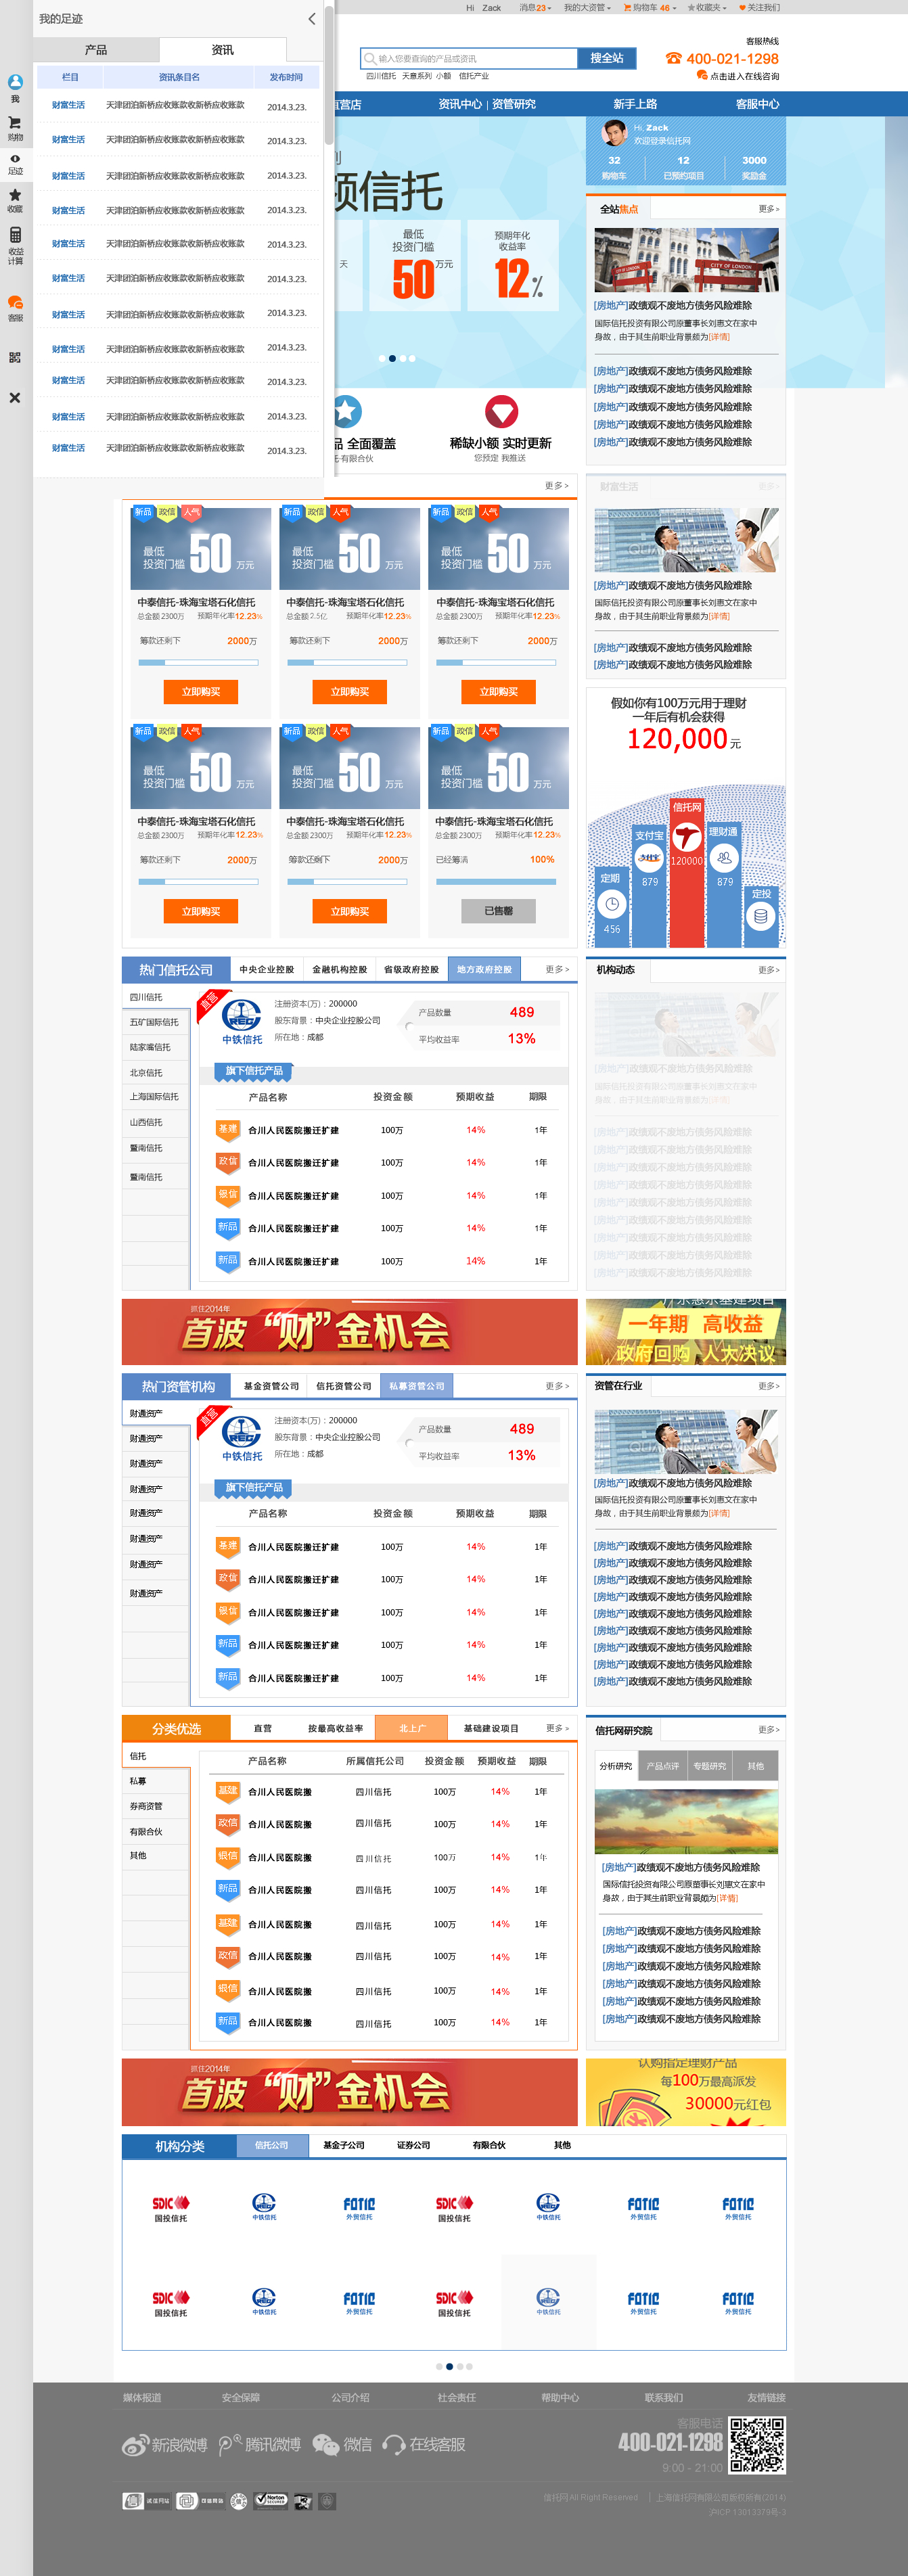 Hi Zack 消息23 我的大资管 购物车 46 收藏夹 关注我们
我的足迹
产品 资讯
栏目 资讯条目名 发布时间
财富生活 天津团泊新桥应收账款收新桥应收账款 2014.3.23.
财富生活 天津团泊新桥应收账款收新桥应收账款 2014.3.23.
财富生活 天津团泊新桥应收账款收新桥应收账款 2014.3.23.
财富生活 天津团泊新桥应收账款收新桥应收账款 2014.3.23.
财富生活 天津团泊新桥应收账款收新桥应收账款 2014.3.23.
财富生活 天津团泊新桥应收账款收新桥应收账款 2014.3.23.
财富生活 天津团泊新桥应收账款收新桥应收账款 2014.3.23.
财富生活 天津团泊新桥应收账款收新桥应收账款 2014.3.23.
财富生活 天津团泊新桥应收账款收新桥应收账款 2014.3.23.
财富生活 天津团泊新桥应收账款收新桥应收账款 2014.3.23.
财富生活 天津团泊新桥应收账款收新桥应收账款 2014.3.23.
我
购物
足迹
收藏
收益
计算
客服
输入您要查询的产品或资讯 搜全站
四川信托 天意系列 小额 信托产业
客服热线
400-021-1298
点击进入在线咨询
直营店 资讯中心 | 资管研究 新手上路 客服中心
额信托
天
最低
投资门槛
50万元
预期年化
收益率
12%
Hi, Zack
欢迎登录信托网
32 12 3000
购物车 已预约项目 奖励金
全站焦点 更多>
CITY OF LONDON
[房地产]政绩观不废地方债务风险难除
国际信托投资有限公司原董事长刘惠文在家中
身故，由于其生前职业背景颇为[详情]
[房地产]政绩观不废地方债务风险难除
[房地产]政绩观不废地方债务风险难除
[房地产]政绩观不废地方债务风险难除
[房地产]政绩观不废地方债务风险难除
[房地产]政绩观不废地方债务风险难除
品 全面覆盖
托-有限合伙
稀缺小额 实时更新
您预定 我推送
更多>
财富生活 更多>
[房地产]政绩观不废地方债务风险难除
国际信托投资有限公司原董事长刘惠文在家中
身故，由于其生前职业背景颇为[详情]
[房地产]政绩观不废地方债务风险难除
[房地产]政绩观不废地方债务风险难除
新品 政信 人气 新品 政信 人气 新品 政信 人气
最低投资门槛 50 万元 最低投资门槛 50 万元 最低投资门槛 50 万元
中泰信托-珠海宝塔石化信托 中泰信托-珠海宝塔石化信托 中泰信托-珠海宝塔石化信托
总金额 2300万 预期年化率12.23% 总金额 2.5亿 预期年化率12.23% 总金额 2300万 预期年化率12.23%
筹款还剩下 2000万 筹款还剩下 2000万 筹款还剩下 2000万
立即购买 立即购买 立即购买
新品 政信 人气 新品 政信 人气 新品 政信 人气
最低投资门槛 50 万元 最低投资门槛 50 万元 最低投资门槛 50 万元
中泰信托-珠海宝塔石化信托 中泰信托-珠海宝塔石化信托 中泰信托-珠海宝塔石化信托
总金额 2300万 预期年化率12.23% 总金额 2300万 预期年化率12.23% 总金额 2300万 预期年化率12.23%
筹款还剩下 2000万 筹款还剩下 2000万 已经筹满 100%
立即购买 立即购买 已售罄
假如你有100万元用于理财
一年后有机会获得
120,000 元
定期 456
支付宝 879
信托网 120000
理财通 879
定投
热门信托公司 中央企业控股 金融机构控股 省级政府控股 地方政府控股 更多>
四川信托
五矿国际信托
陆家嘴信托
北京信托
上海国际信托
山西信托
暨南信托
暨南信托
直营
中铁信托
注册资本(万)：200000
股东背景：中央企业控股公司
所在地：成都
产品数量 489
平均收益率 13%
旗下信托产品
产品名称 投资金额 预期收益 期限
基建 合川人民医院搬迁扩建 100万 14% 1年
政信 合川人民医院搬迁扩建 100万 14% 1年
银信 合川人民医院搬迁扩建 100万 14% 1年
新品 合川人民医院搬迁扩建 100万 14% 1年
新品 合川人民医院搬迁扩建 100万 14% 1年
机构动态 更多>
[房地产]政绩观不废地方债务风险难除
国际信托投资有限公司原董事长刘惠文在家中
身故，由于其生前职业背景颇为[详情]
[房地产]政绩观不废地方债务风险难除
[房地产]政绩观不废地方债务风险难除
[房地产]政绩观不废地方债务风险难除
[房地产]政绩观不废地方债务风险难除
[房地产]政绩观不废地方债务风险难除
[房地产]政绩观不废地方债务风险难除
[房地产]政绩观不废地方债务风险难除
[房地产]政绩观不废地方债务风险难除
[房地产]政绩观不废地方债务风险难除
抓住2014年
首波“财”金机会
一年期 高收益
政府回购 人大决议
热门资管机构 基金资管公司 信托资管公司 私募资管公司 更多>
财通资产
财通资产
财通资产
财通资产
财通资产
财通资产
财通资产
财通资产
直营
中铁信托
注册资本(万)：200000
股东背景：中央企业控股公司
所在地：成都
产品数量 489
平均收益率 13%
旗下信托产品
产品名称 投资金额 预期收益 期限
基建 合川人民医院搬迁扩建 100万 14% 1年
政信 合川人民医院搬迁扩建 100万 14% 1年
银信 合川人民医院搬迁扩建 100万 14% 1年
新品 合川人民医院搬迁扩建 100万 14% 1年
新品 合川人民医院搬迁扩建 100万 14% 1年
资管在行业 更多>
[房地产]政绩观不废地方债务风险难除
国际信托投资有限公司原董事长刘惠文在家中
身故，由于其生前职业背景颇为[详情]
[房地产]政绩观不废地方债务风险难除
[房地产]政绩观不废地方债务风险难除
[房地产]政绩观不废地方债务风险难除
[房地产]政绩观不废地方债务风险难除
[房地产]政绩观不废地方债务风险难除
[房地产]政绩观不废地方债务风险难除
[房地产]政绩观不废地方债务风险难除
[房地产]政绩观不废地方债务风险难除
[房地产]政绩观不废地方债务风险难除
分类优选 直营 按最高收益率 北上广 基础建设项目 更多>
信托
私募
券商资管
有限合伙
其他
产品名称 所属信托公司 投资金额 预期收益 期限
基建 合川人民医院搬 四川信托 100万 14% 1年
政信 合川人民医院搬 四川信托 100万 14% 1年
银信 合川人民医院搬 四川信托 100万 14% 1年
新品 合川人民医院搬 四川信托 100万 14% 1年
基建 合川人民医院搬 四川信托 100万 14% 1年
政信 合川人民医院搬 四川信托 100万 14% 1年
银信 合川人民医院搬 四川信托 100万 14% 1年
新品 合川人民医院搬 四川信托 100万 14% 1年
信托网研究院 更多>
分析研究 产品点评 专题研究 其他
[房地产]政绩观不废地方债务风险难除
国际信托投资有限公司原董事长刘惠文在家中
身故，由于其生前职业背景颇为[详情]
[房地产]政绩观不废地方债务风险难除
[房地产]政绩观不废地方债务风险难除
[房地产]政绩观不废地方债务风险难除
[房地产]政绩观不废地方债务风险难除
[房地产]政绩观不废地方债务风险难除
[房地产]政绩观不废地方债务风险难除
抓住2014年
首波“财”金机会
认购指定理财产品
每100万最高派发
30000元红包
机构分类 信托公司 基金子公司 证券公司 有限合伙 其他
SDIC FOTIC SDIC FOTIC FOTIC
国投信托 中铁信托 外贸信托 国投信托 中铁信托 外贸信托 外贸信托
SDIC FOTIC SDIC FOTIC FOTIC
国投信托 中铁信托 外贸信托 国投信托 中铁信托 外贸信托 外贸信托
媒体报道 安全保障 公司介绍 社会责任 帮助中心 联系我们 友情链接
新浪微博 腾讯微博 微信 在线客服
客服电话
400-021-1298
9:00 - 21:00
诚信网站 Norton
信托网 All Right Reserved | 上海信托网有限公司版权所有(2014)
沪ICP 13013379号-3